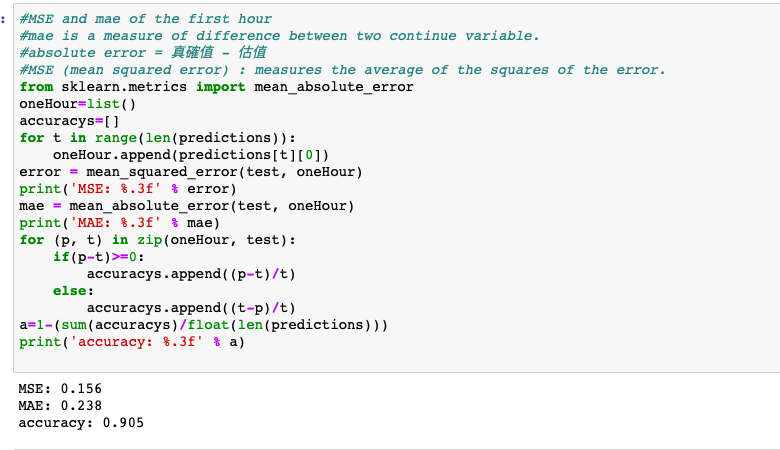 :
#MSE and mae of the first hour
#mae is a measure of difference between two continue variable.
#absolute error = 真確值 - 估值
#MSE (mean squared error) : measures the average of the squares of the error.
from sklearn.metrics import mean_absolute_error
oneHour=list()
accuracys=[]
for t in range(len(predictions)):
    oneHour.append(predictions[t][0])
error = mean_squared_error(test, oneHour)
print('MSE: %.3f' % error)
mae = mean_absolute_error(test, oneHour)
print('MAE: %.3f' % mae)
for (p, t) in zip(oneHour, test):
    if(p-t)>=0:
        accuracys.append((p-t)/t)
    else:
        accuracys.append((t-p)/t)
a=1-(sum(accuracys)/float(len(predictions)))
print('accuracy: %.3f' % a)
MSE: 0.156
MAE: 0.238
accuracy: 0.905